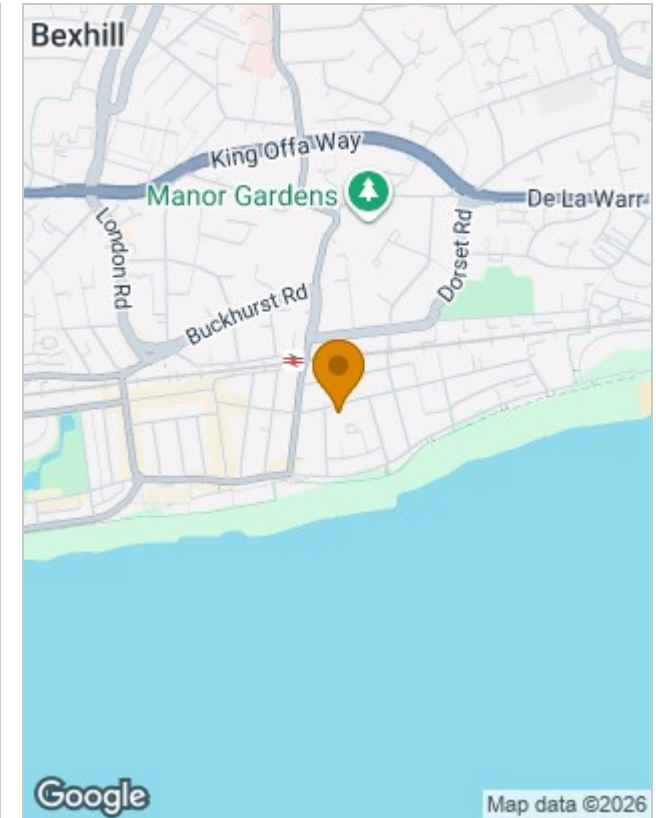 Bexhill
King Offa Way
Manor Gardens
De La Warr
London Rd
Dorset Rd
Buckhurst Rd
Google
Map data ©2026